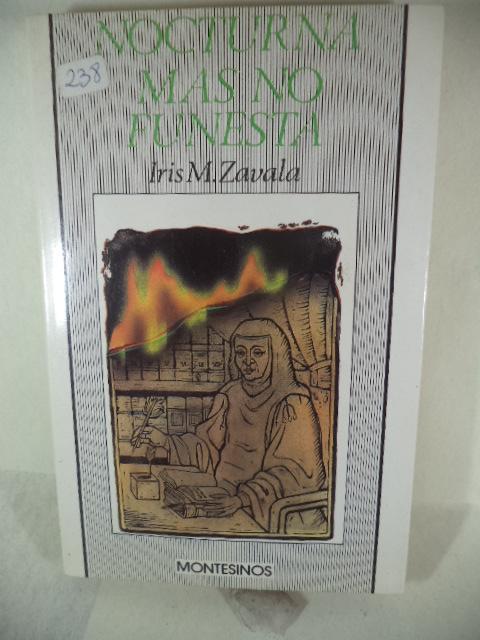 NOCTURNA
238
MAS NO
FUNESTA
Iris M. Zavala
MONTESINOS